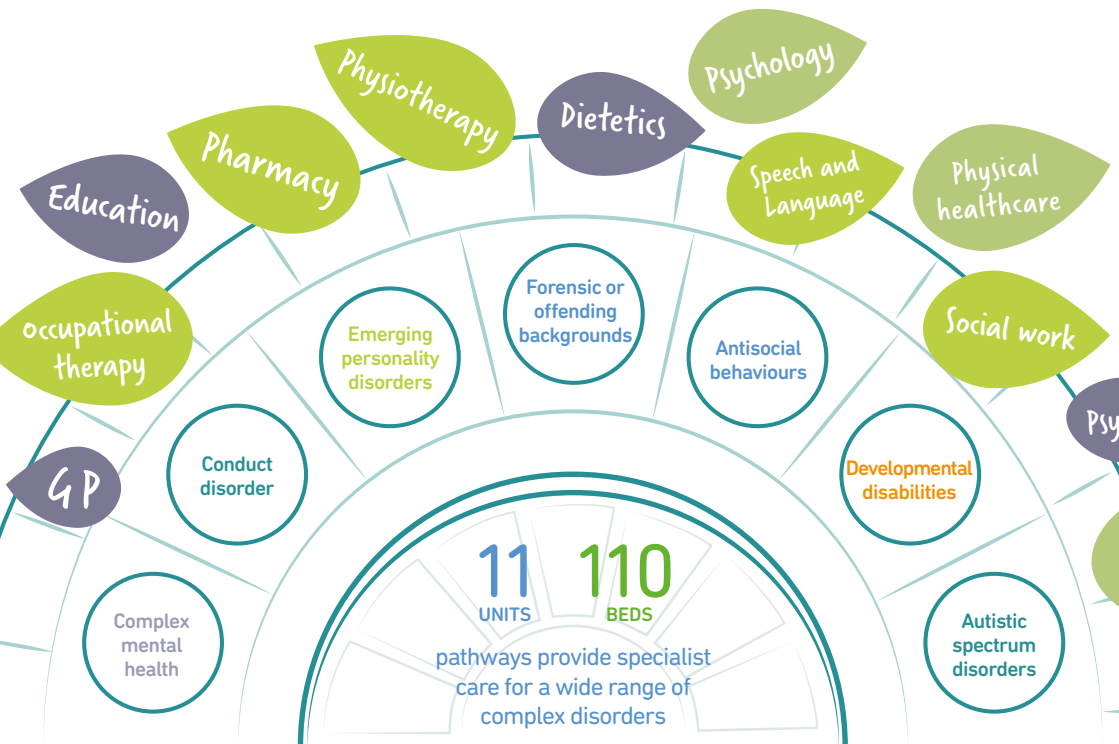 Psychology
Physiotherapy
Dietetics
Pharmacy
Speech and
Language
Physical
healthcare
Education
Occupational
therapy
Social work
GP
Forensic or
offending
backgrounds
Emerging
personality
disorders
Antisocial
behaviours
Conduct
disorder
Developmental
disabilities
Complex
mental
health
Autistic
spectrum
disorders
11
UNITS
110
BEDS
pathways provide specialist
care for a wide range of
complex disorders